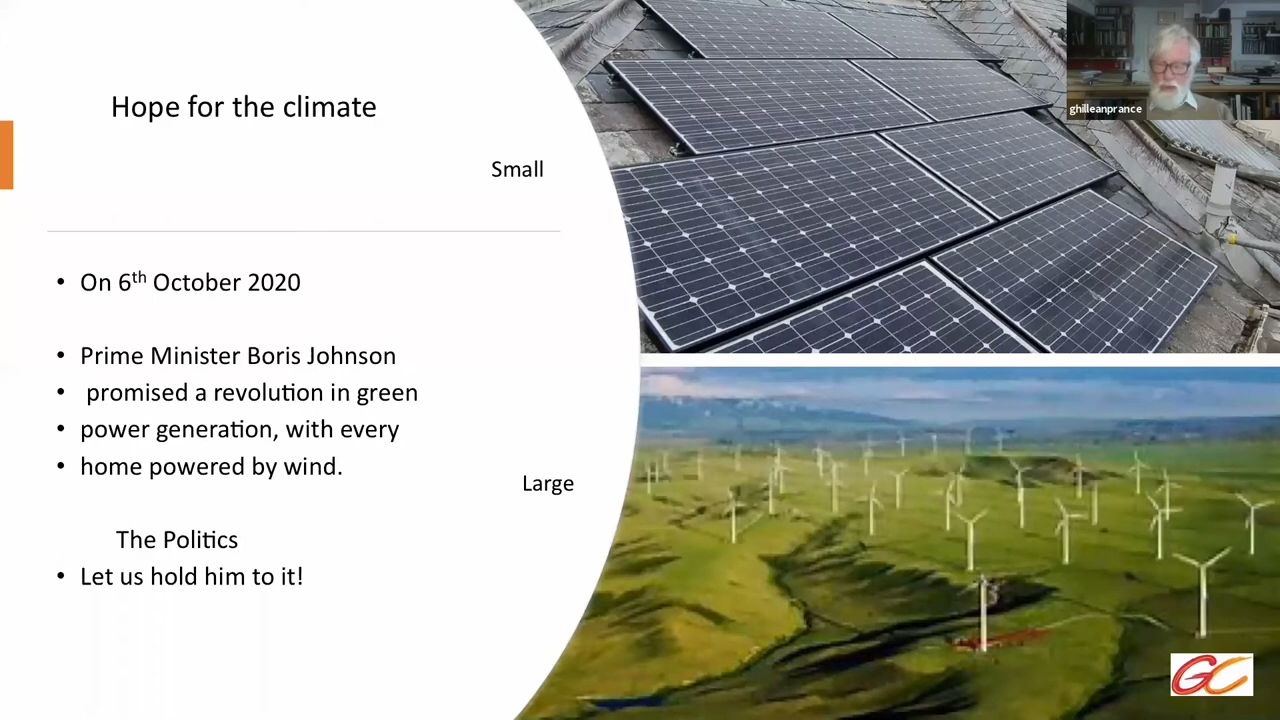 Hope for the climate
ghilleanprance
Small
• On 6th October 2020
• Prime Minister Boris Johnson
• promised a revolution in green
• power generation, with every
• home powered by wind.
Large
The Politics
• Let us hold him to it!
GC